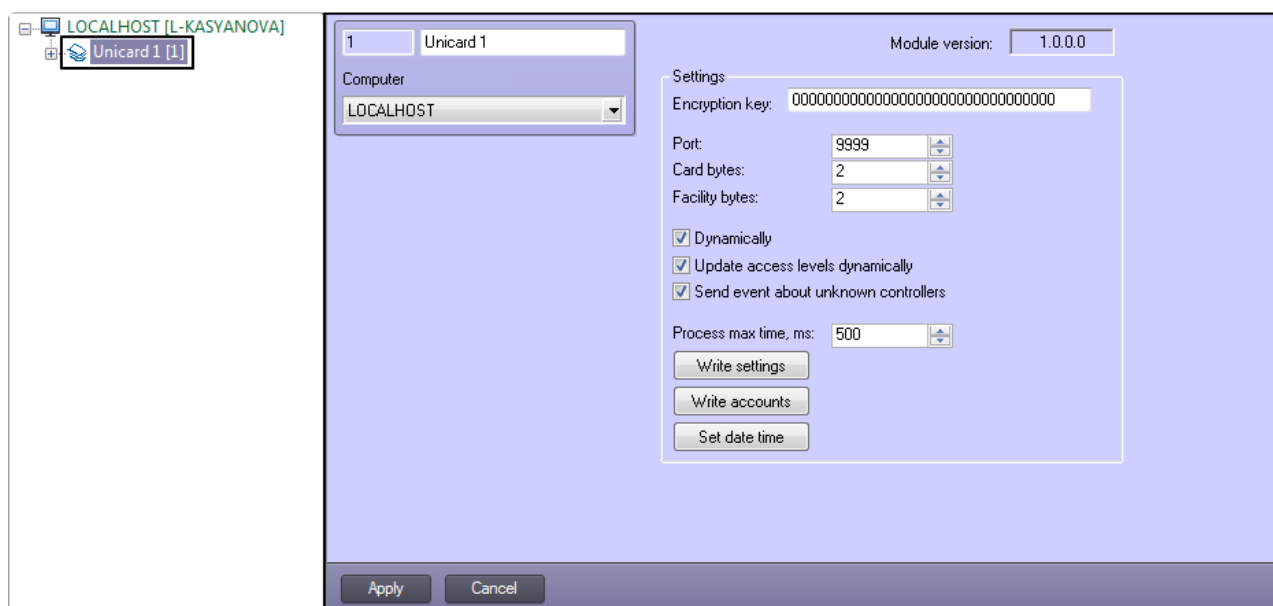 LOCALHOST [L-KASYANOVA]
Unicard 1 [1]
1 Unicard 1
Computer
LOCALHOST
Module version: 1.0.0.0
Settings
Encryption key: 00000000000000000000000000000000
Port: 9999
Card bytes: 2
Facility bytes: 2
Dynamically
Update access levels dynamically
Send event about unknown controllers
Process max time, ms: 500
Write settings
Write accounts
Set date time
Apply Cancel